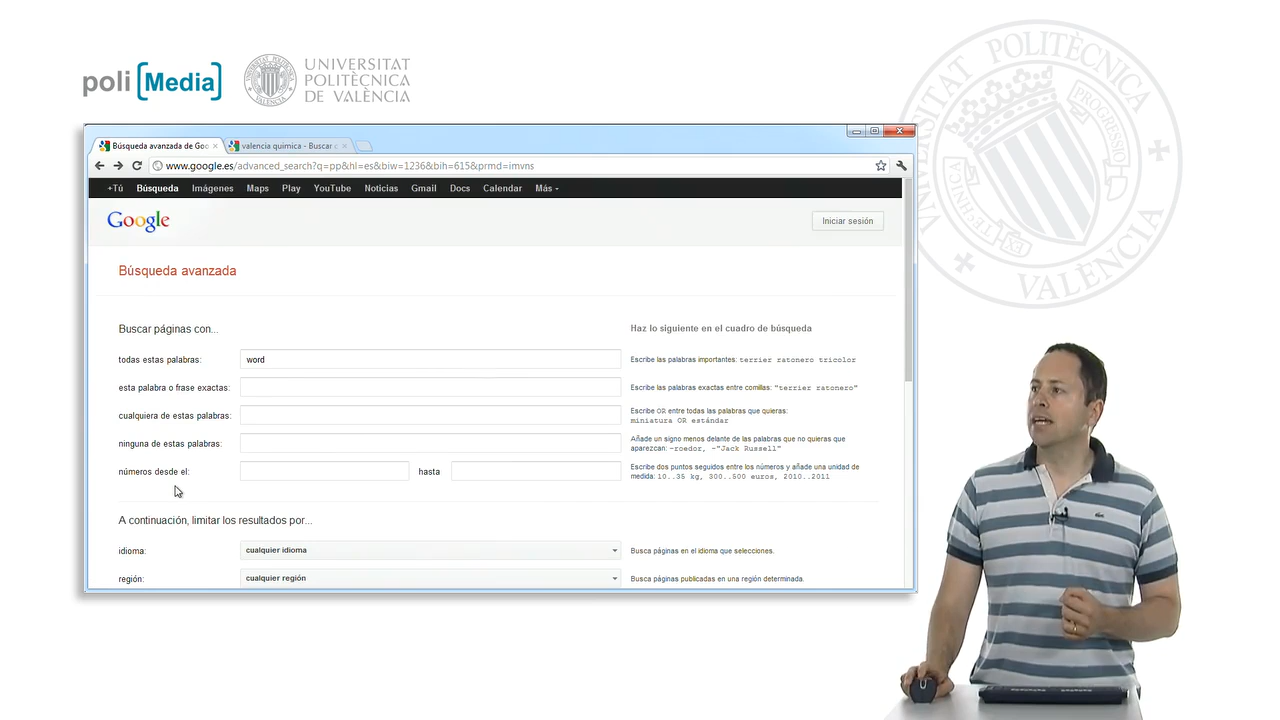 poli [Media]
UNIVERSITAT
POLITÈCNICA
DE VALÈNCIA
UNIVERSITAT POLITÈCNICA DE VALÈNCIA
PROGRESSIO
Búsqueda avanzada de Goo
valencia quimica - Buscar c
www.google.es/advanced_search?q=pp&hl=es&biw=1236&bih=615&prmd=imvns
+Tú Búsqueda Imágenes Maps Play YouTube Noticias Gmail Docs Calendar Más
Google
Iniciar sesión
Búsqueda avanzada
Buscar páginas con...
Haz lo siguiente en el cuadro de búsqueda
todas estas palabras: word
Escribe las palabras importantes: terrier ratonero tricolor
esta palabra o frase exactas:
Escribe las palabras exactas entre comillas: "terrier ratonero"
cualquiera de estas palabras:
Escribe OR entre todas las palabras que quieras:
miniatura OR estándar
ninguna de estas palabras:
Añade un signo menos delante de las palabras que no quieras que
aparezcan: -roedor, -"Jack Russell"
números desde el: hasta
Escribe dos puntos seguidos entre los números y añade una unidad de
medida: 10..35 kg, 300..500 euros, 2010..2011
A continuación, limitar los resultados por...
idioma: cualquier idioma
Busca páginas en el idioma que selecciones.
región: cualquier región
Busca páginas publicadas en una región determinada.